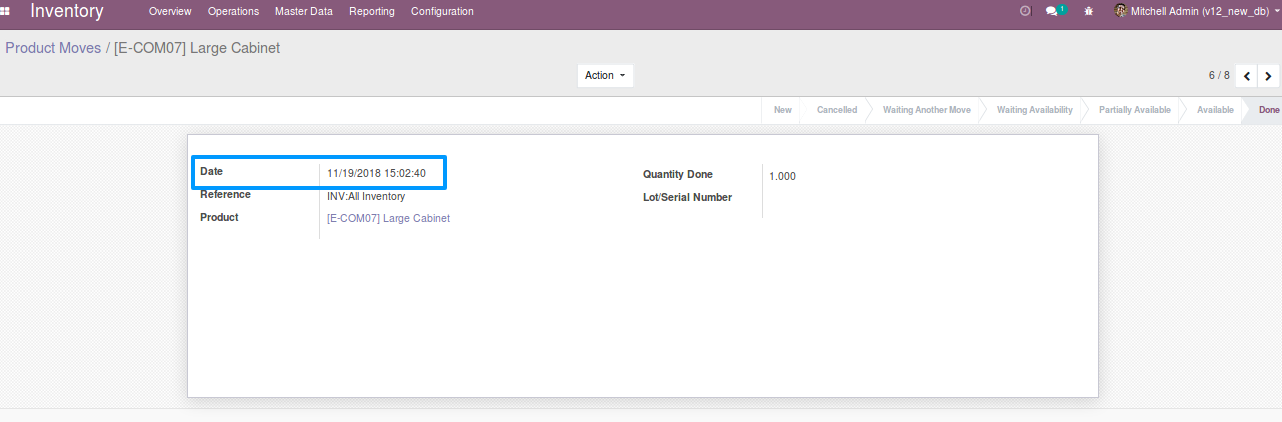 Inventory Overview Operations Master Data Reporting Configuration 1 Mitchell Admin (v12_new_db)
Product Moves / [E-COM07] Large Cabinet
Action 6 / 8
New Cancelled Waiting Another Move Waiting Availability Partially Available Available Done
Date 11/19/2018 15:02:40 Quantity Done 1.000
Reference INV:All Inventory Lot/Serial Number
Product [E-COM07] Large Cabinet